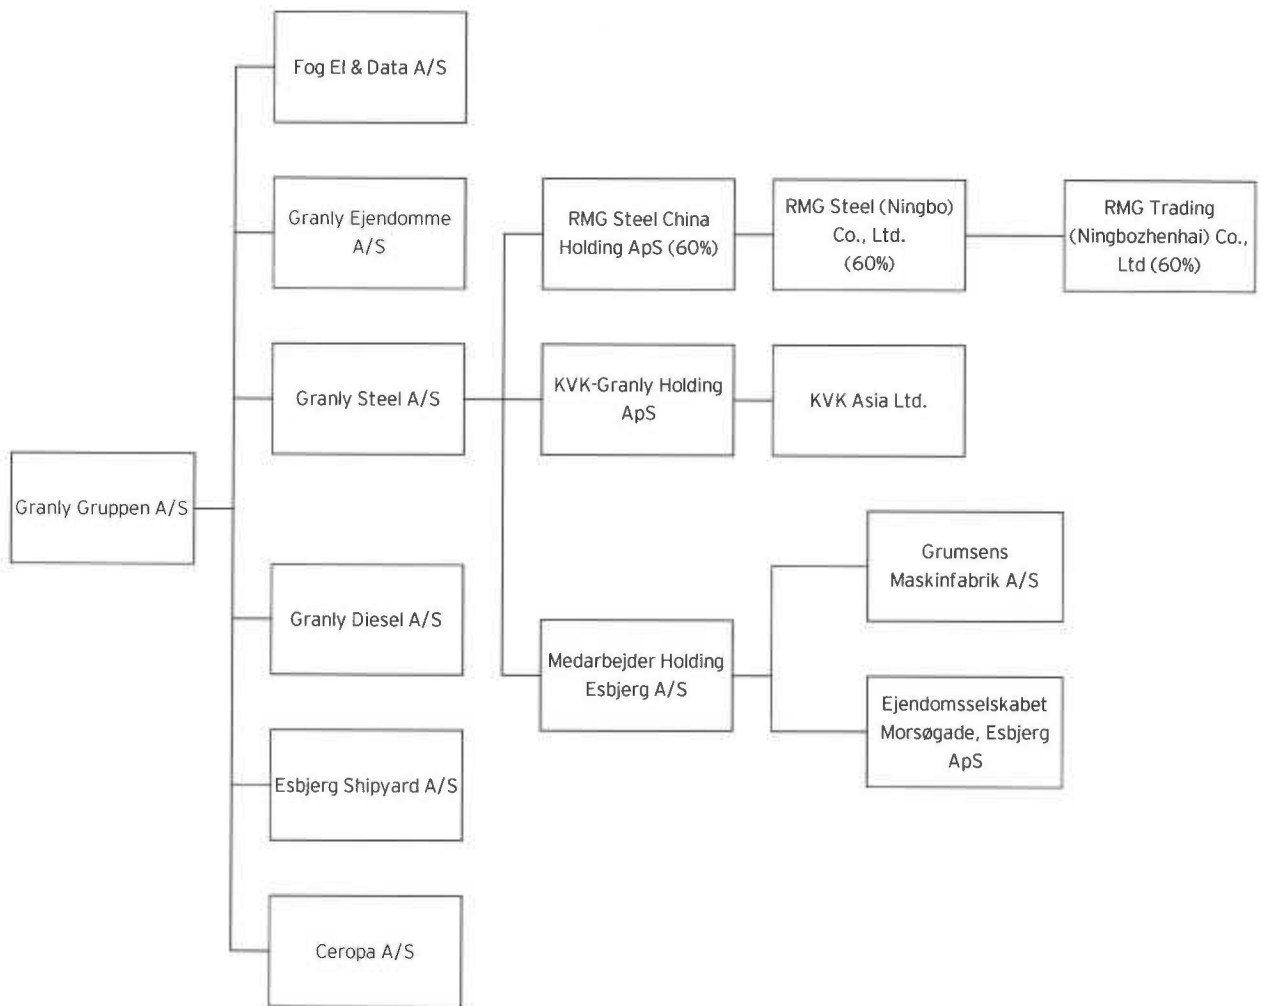 Fog El & Data A/S
Granly Ejendomme
A/S
RMG Steel China
Holding ApS (60%)
RMG Steel (Ningbo)
Co., Ltd.
(60%)
RMG Trading
(Ningbozhenhai) Co.,
Ltd (60%)
Granly Steel A/S
KVK-Granly Holding
ApS
KVK Asia Ltd.
Granly Gruppen A/S
Grumsens
Maskinfabrik A/S
Granly Diesel A/S
Medarbejder Holding
Esbjerg A/S
Ejendomsselskabet
Morsøgade, Esbjerg
ApS
Esbjerg Shipyard A/S
Ceropa A/S